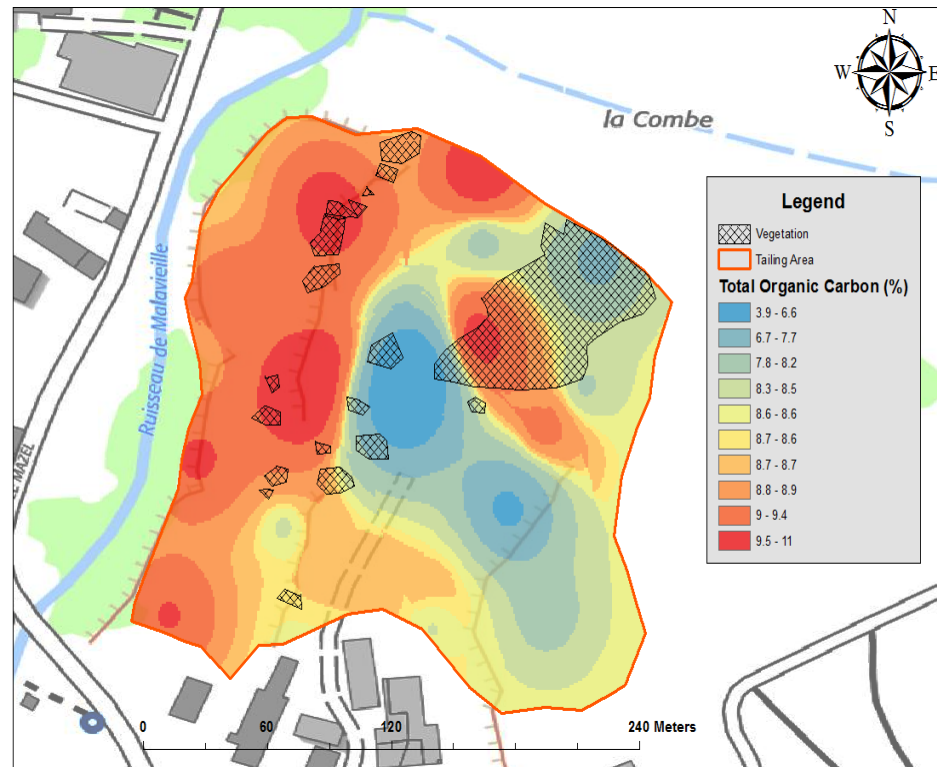 N
W E
S
la Combe
Ruisseau de Malavieille
MAZEL
Legend
Vegetation
Tailing Area
Total Organic Carbon (%)
3.9 - 6.6
6.7 - 7.7
7.8 - 8.2
8.3 - 8.5
8.6 - 8.6
8.7 - 8.6
8.7 - 8.7
8.8 - 8.9
9 - 9.4
9.5 - 11
0 60 120 240 Meters